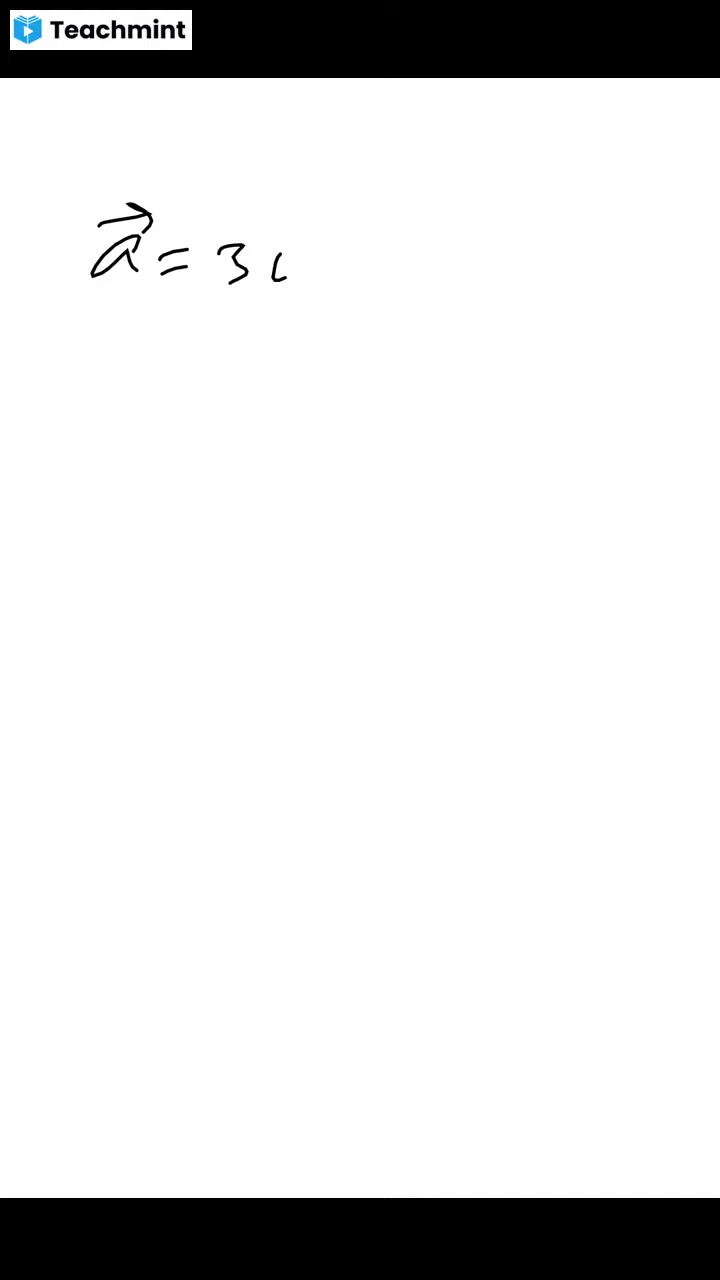 Teachmint
a⃗ = 3 i